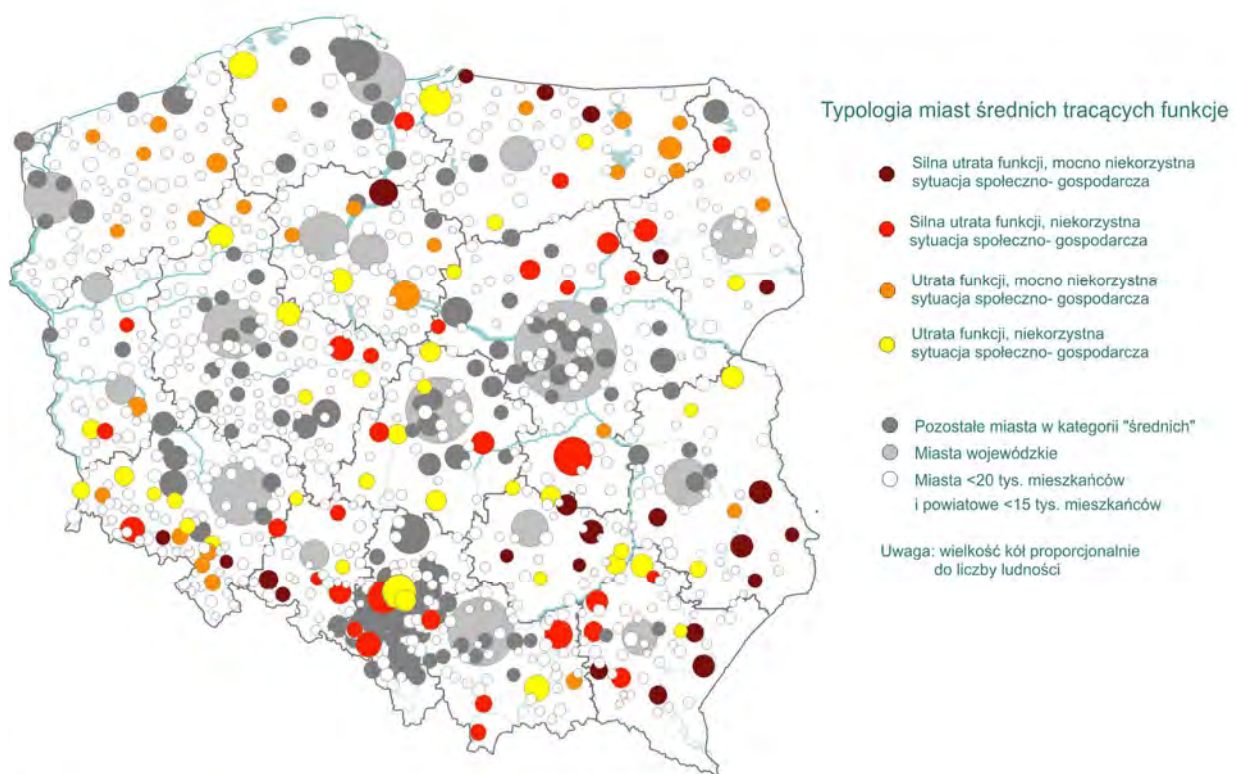 Typologia miast średnich tracących funkcje
Silna utrata funkcji, mocno niekorzystna
sytuacja społeczno- gospodarcza
Silna utrata funkcji, niekorzystna
sytuacja społeczno- gospodarcza
Utrata funkcji, mocno niekorzystna
sytuacja społeczno- gospodarcza
Utrata funkcji, niekorzystna
sytuacja społeczno- gospodarcza
Pozostałe miasta w kategorii "średnich"
Miasta wojewódzkie
Miasta <20 tys. mieszkańców
i powiatowe <15 tys. mieszkańców
Uwaga: wielkość kół proporcjonalnie
do liczby ludności